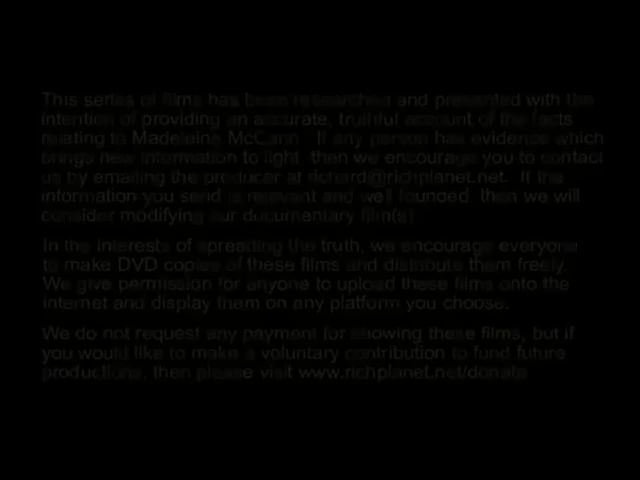 This series of films has been researched and presented with the
intention of providing an accurate, truthful account of the facts
relating to Madeleine McCann. If any person has evidence which
brings new information to light, then we encourage you to contact
us by emailing the producer at richard@richplanet.net. If the
information you send is relevant and well founded, then we will
consider modifying our documentary film(s).
In the interests of spreading the truth, we encourage everyone
to make DVD copies of these films and distribute them freely.
We give permission for anyone to upload these films onto the
internet and display them on any platform you choose.
We do not request any payment for showing these films, but if
you would like to make a voluntary contribution to fund future
productions, then please visit www.richplanet.net/donate